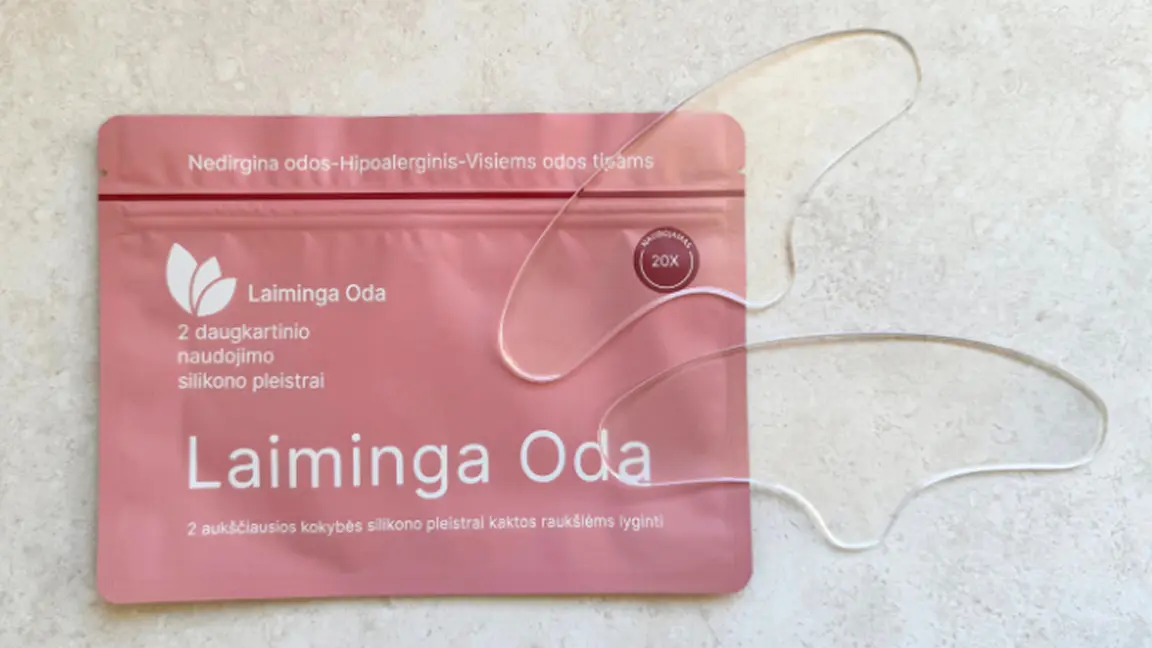 Nedirgina odos-Hipoalerginis-Visiems odos tipams
NAUDOJAMAS
20X
Laiminga Oda
2 daugkartinio
naudojimo
silikono pleistrai
Laiminga Oda
2 aukščiausios kokybės silikono pleistrai kaktos raukšlėms lyginti